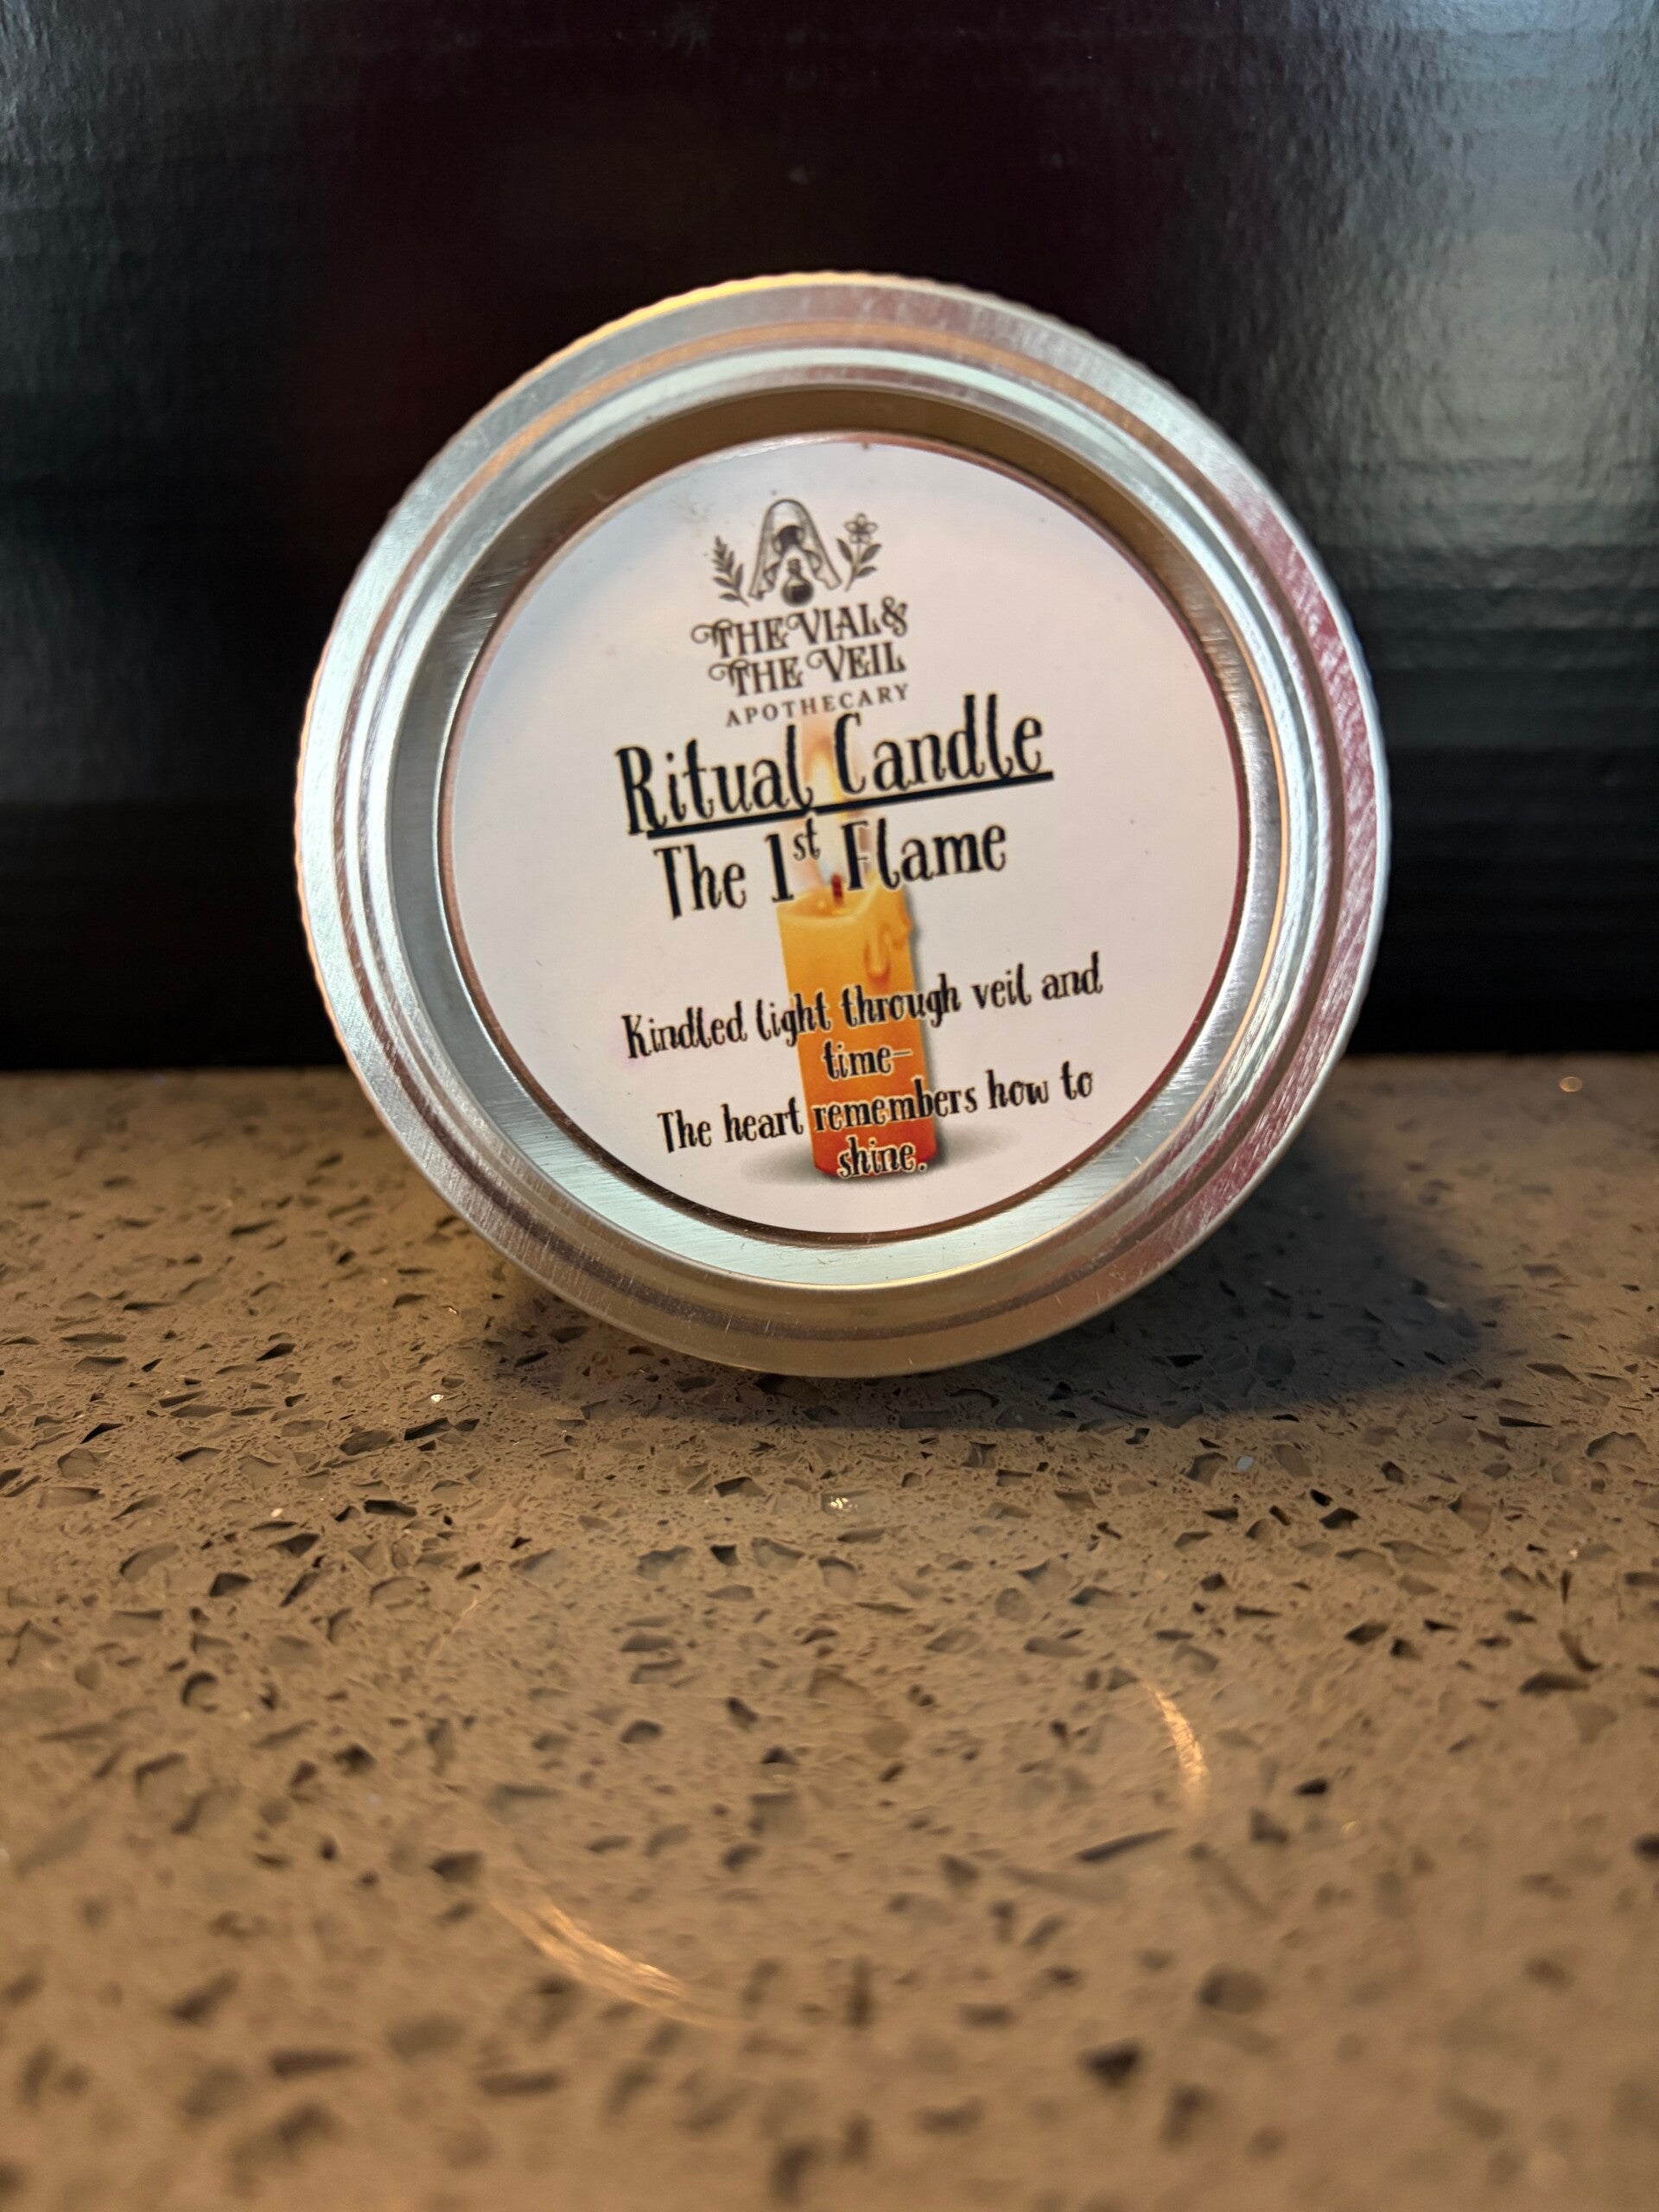 THE VIAL &
THE VEIL
APOTHECARY
Ritual Candle
The 1st Flame
Kindled light through veil and
time–
The heart remembers how to
shine.